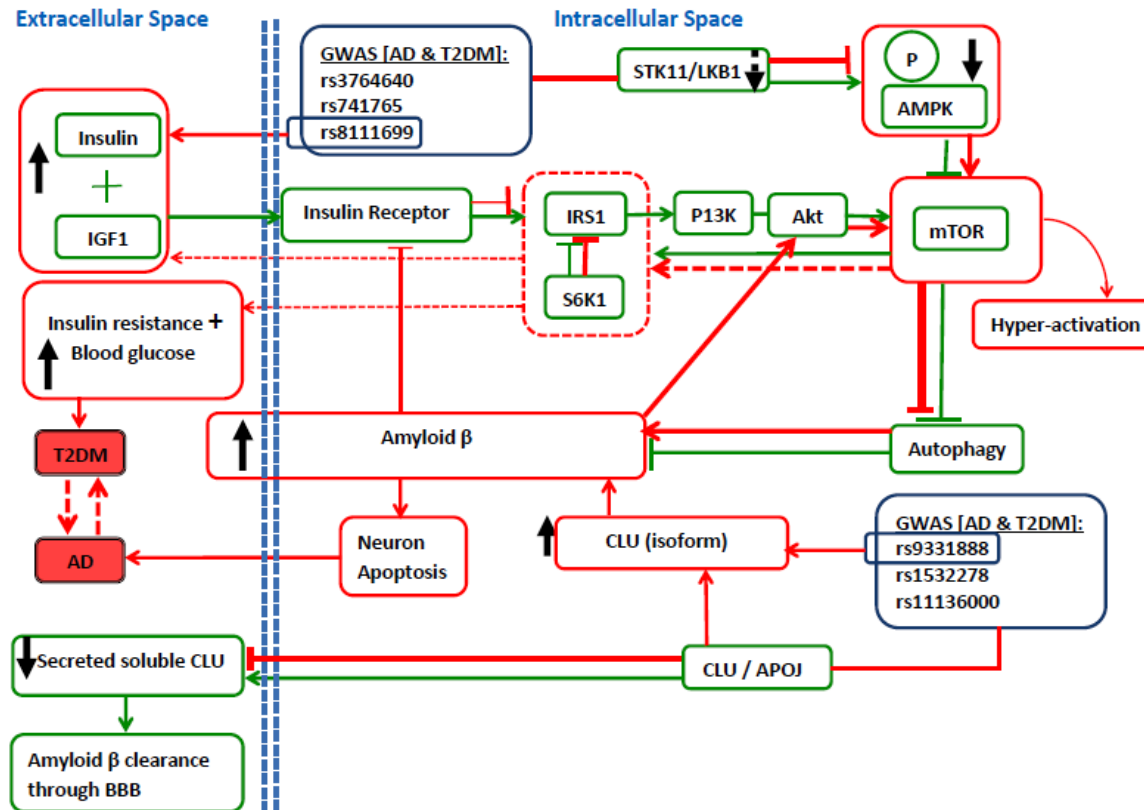 Extracellular Space
Intracellular Space
GWAS [AD & T2DM]:
rs3764640
rs741765
rs8111699
STK11/LKB1
P
AMPK
Insulin
+
IGF1
Insulin Receptor
IRS1
P13K
Akt
mTOR
S6K1
Insulin resistance +
Blood glucose
Hyper-activation
T2DM
Amyloid β
Autophagy
AD
Neuron
Apoptosis
CLU (isoform)
GWAS [AD & T2DM]:
rs9331888
rs1532278
rs11136000
Secreted soluble CLU
CLU / APOJ
Amyloid β clearance
through BBB